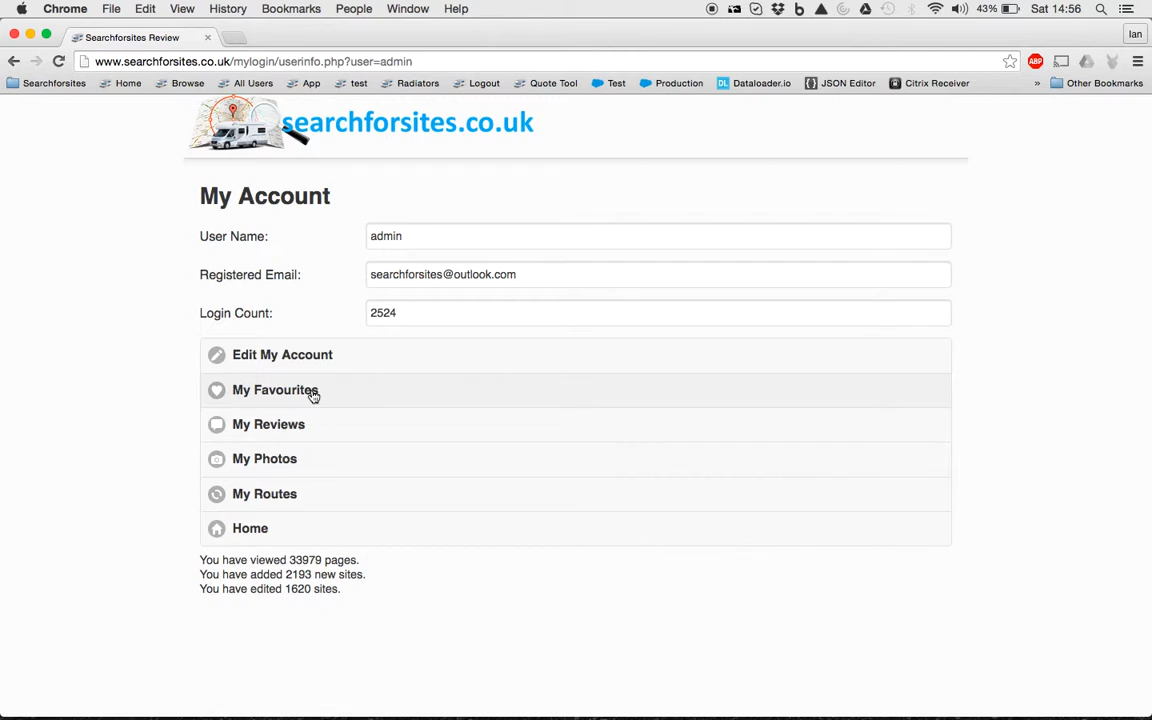 Chrome File Edit View History Bookmarks People Window Help 43% Sat 14:56
Searchforsites Review Ian
www.searchforsites.co.uk/mylogin/userinfo.php?user=admin ABP
Searchforsites Home Browse All Users App test Radiators Logout Quote Tool Test Production DL Dataloader.io JSON Editor Citrix Receiver » Other Bookmarks
searchforsites.co.uk
My Account
User Name: admin
Registered Email: searchforsites@outlook.com
Login Count: 2524
Edit My Account
My Favourites
My Reviews
My Photos
My Routes
Home
You have viewed 33979 pages.
You have added 2193 new sites.
You have edited 1620 sites.